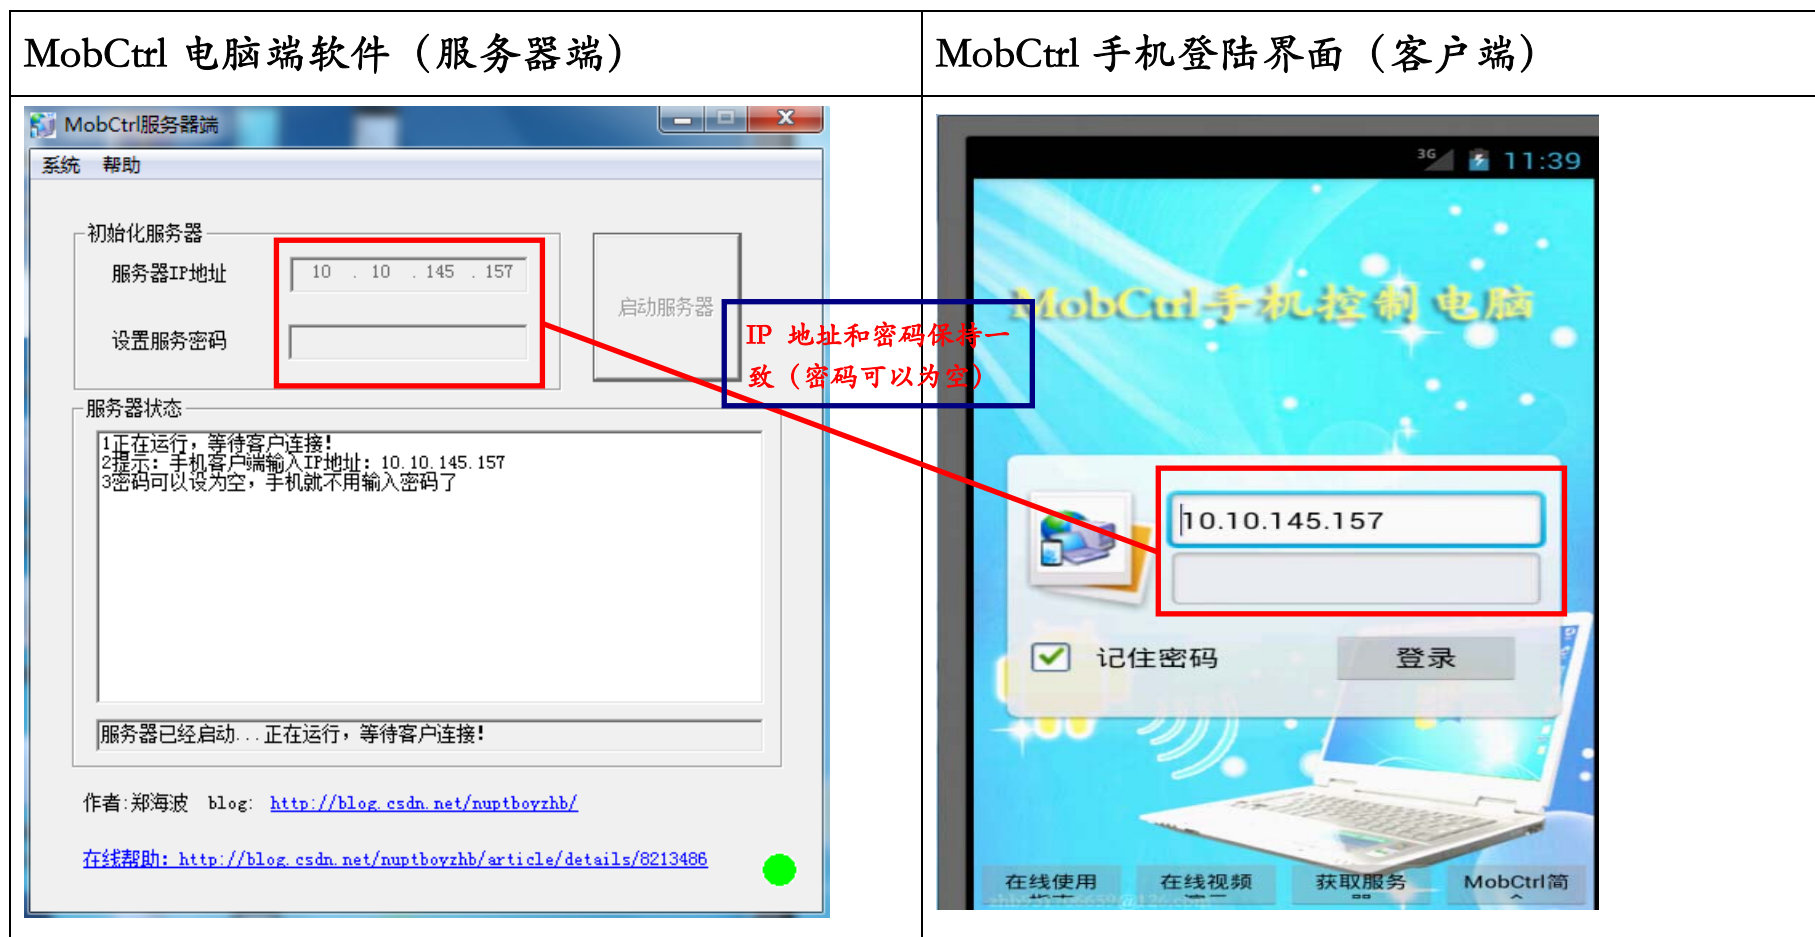 MobCtrl 电脑端软件（服务器端）
MobCtrl 手机登陆界面（客户端）
MobCtrl服务器端
系统 帮助
初始化服务器
服务器IP地址 10 . 10 . 145 . 157
设置服务密码
启动服务器
服务器状态
1正在运行，等待客户连接！
2提示：手机客户端输入IP地址：10.10.145.157
3密码可以设为空，手机就不用输入密码了
服务器已经启动...正在运行，等待客户连接！
作者:郑海波 blog: http://blog.csdn.net/nuptboyzhb/
在线帮助: http://blog.csdn.net/nuptboyzhb/article/details/8213486
IP 地址和密码保持一
致（密码可以为空）
3G 11:39
MobCtrl手机控制电脑
10.10.145.157
记住密码 登录
在线使用 在线视频 获取服务 MobCtrl简